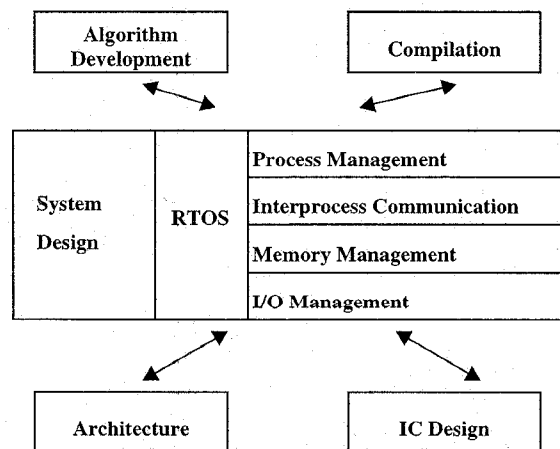 Algorithm
Development
Compilation
System
Design
RTOS
Process Management
Interprocess Communication
Memory Management
I/O Management
Architecture
IC Design